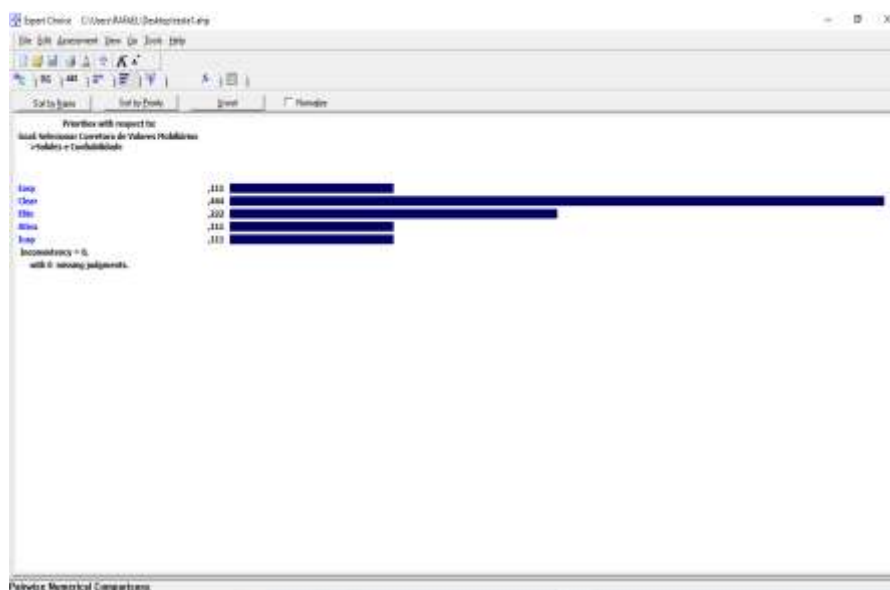 Expert Choice C:\Users\RAFAEL\Desktop\teste1.ahp
File Edit Assessment View Go Tools Help
Sort by Name Sort by Priority Unsort Normalize
Priorities with respect to:
Goal: Selecionar Corretora de Valores Mobiliários
>Solidez e Confiabilidade
Easy ,111
Clear ,444
,222
Ativa ,111
Icap ,111
Inconsistency = 0,
with 0 missing judgments.
Pairwise Numerical Comparisons